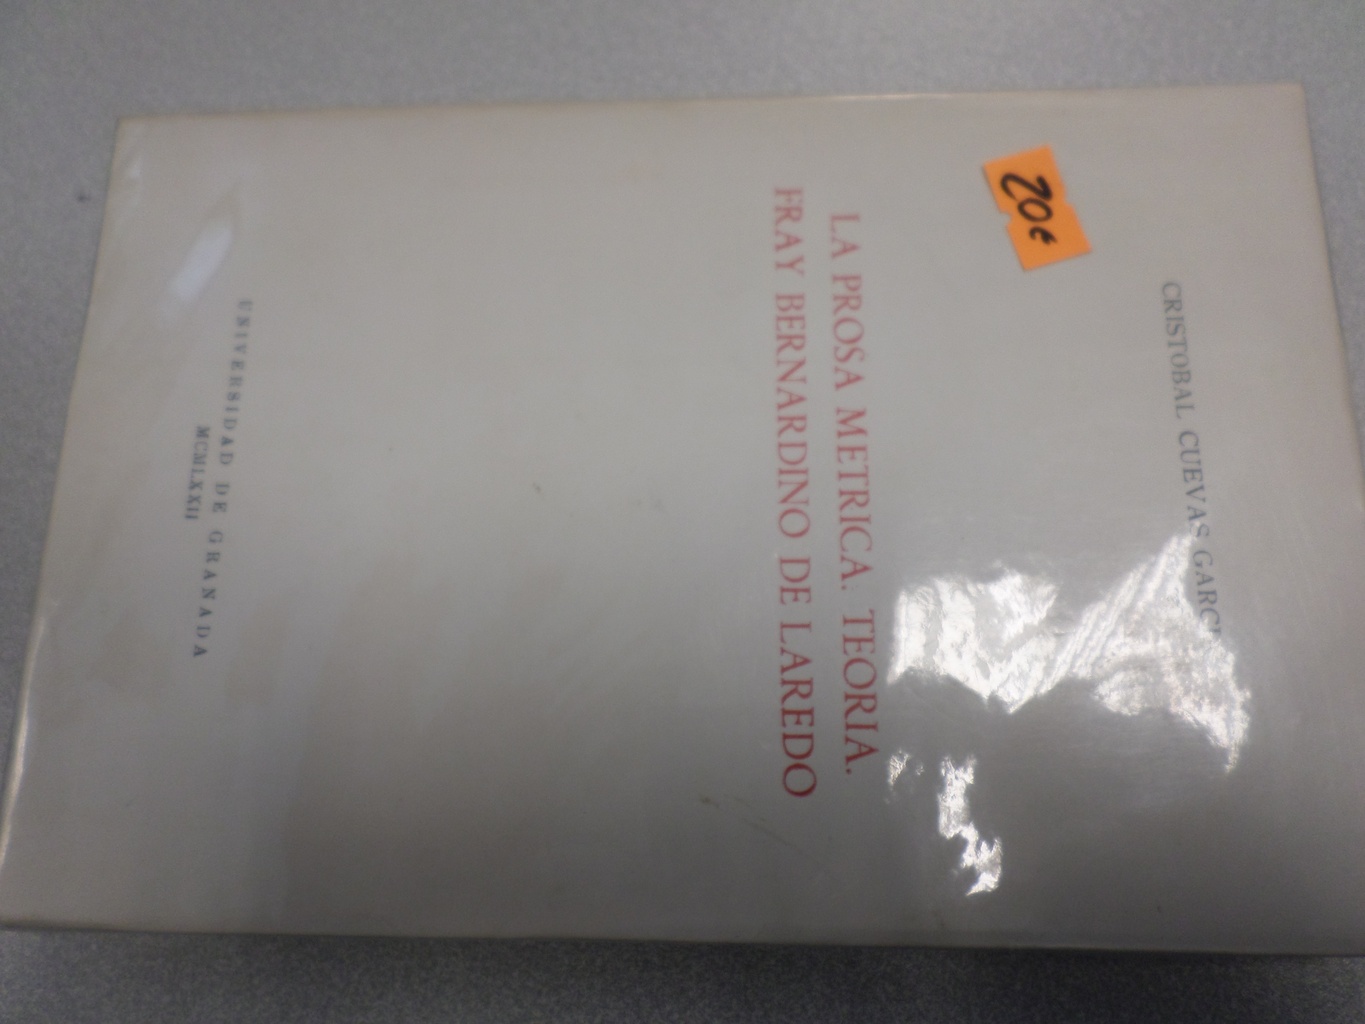 CRISTOBAL CUEVAS
20€
LA PROSA METRICA. TEORIA.
FRAY BERNARDINO DE LAREDO
UNIVERSIDAD DE GRANADA
MCMLXXII